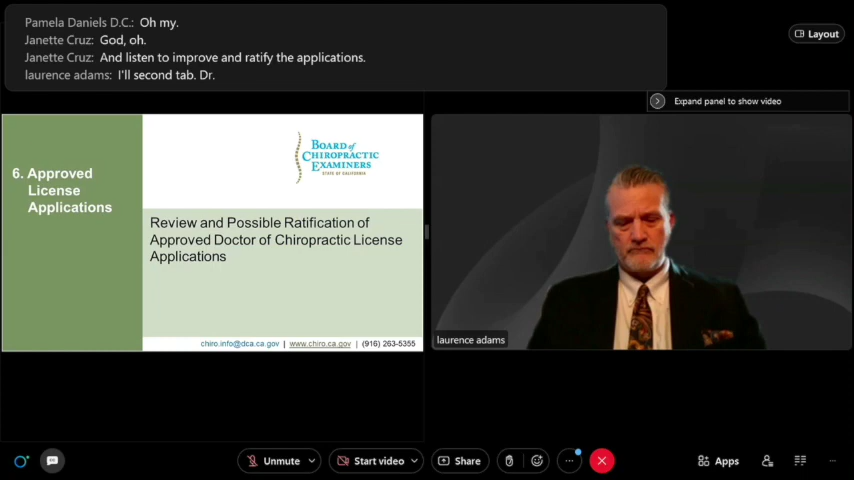 Pamela Daniels D.C.: Oh my.
Janette Cruz: God, oh.
Janette Cruz: And listen to improve and ratify the applications.
laurence adams: I'll second tab. Dr.
Layout
Expand panel to show video
6. Approved
License
Applications
BOARD of
CHIROPRACTIC
EXAMINERS
STATE OF CALIFORNIA
Review and Possible Ratification of
Approved Doctor of Chiropractic License
Applications
chiro.info@dca.ca.gov | www.chiro.ca.gov | (916) 263-5355
laurence adams
Unmute
Start video
Share
Apps